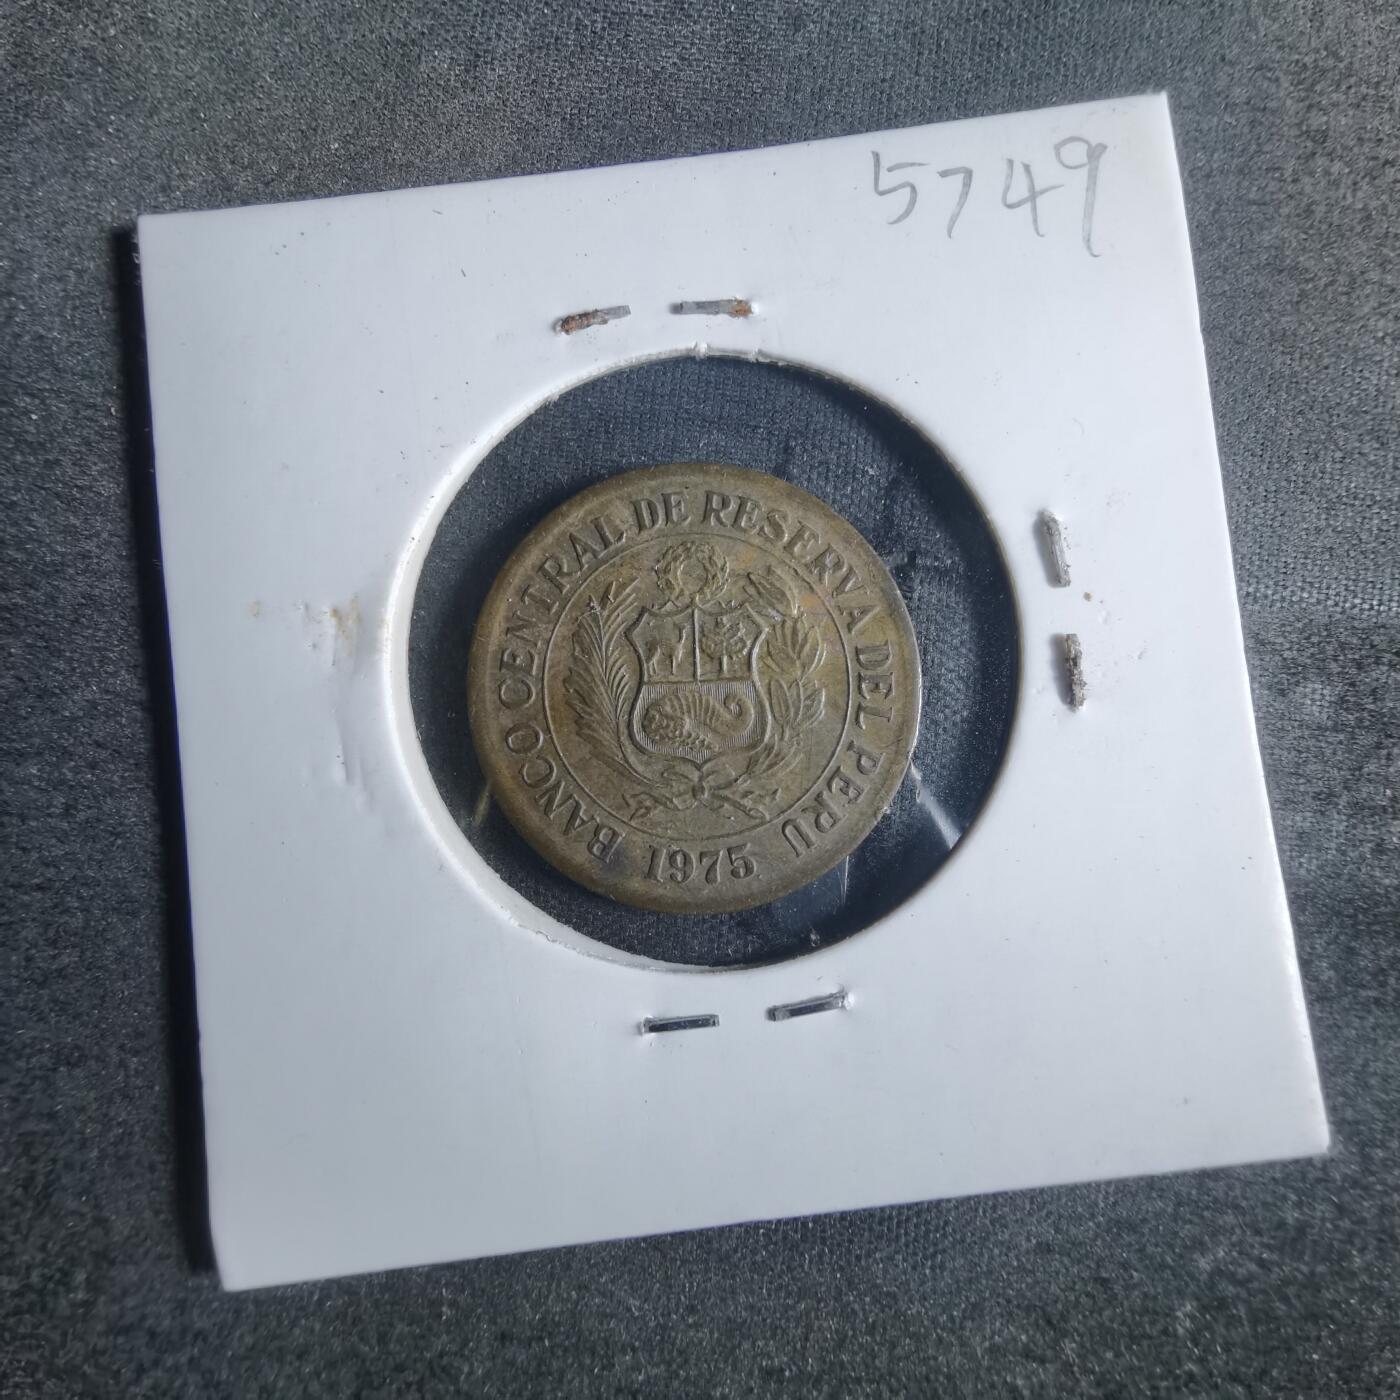 5749
BANCO CENTRAL DE RESERVA DEL PERU
1975